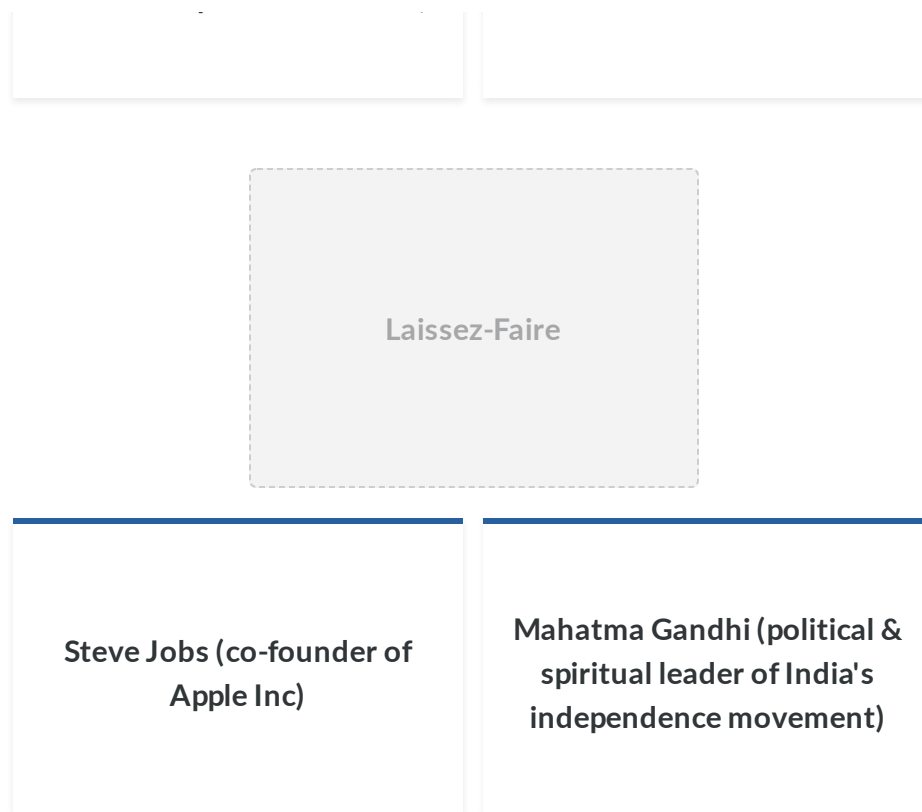 Laissez-Faire
Steve Jobs (co-founder of
Apple Inc)
Mahatma Gandhi (political &
spiritual leader of India's
independence movement)